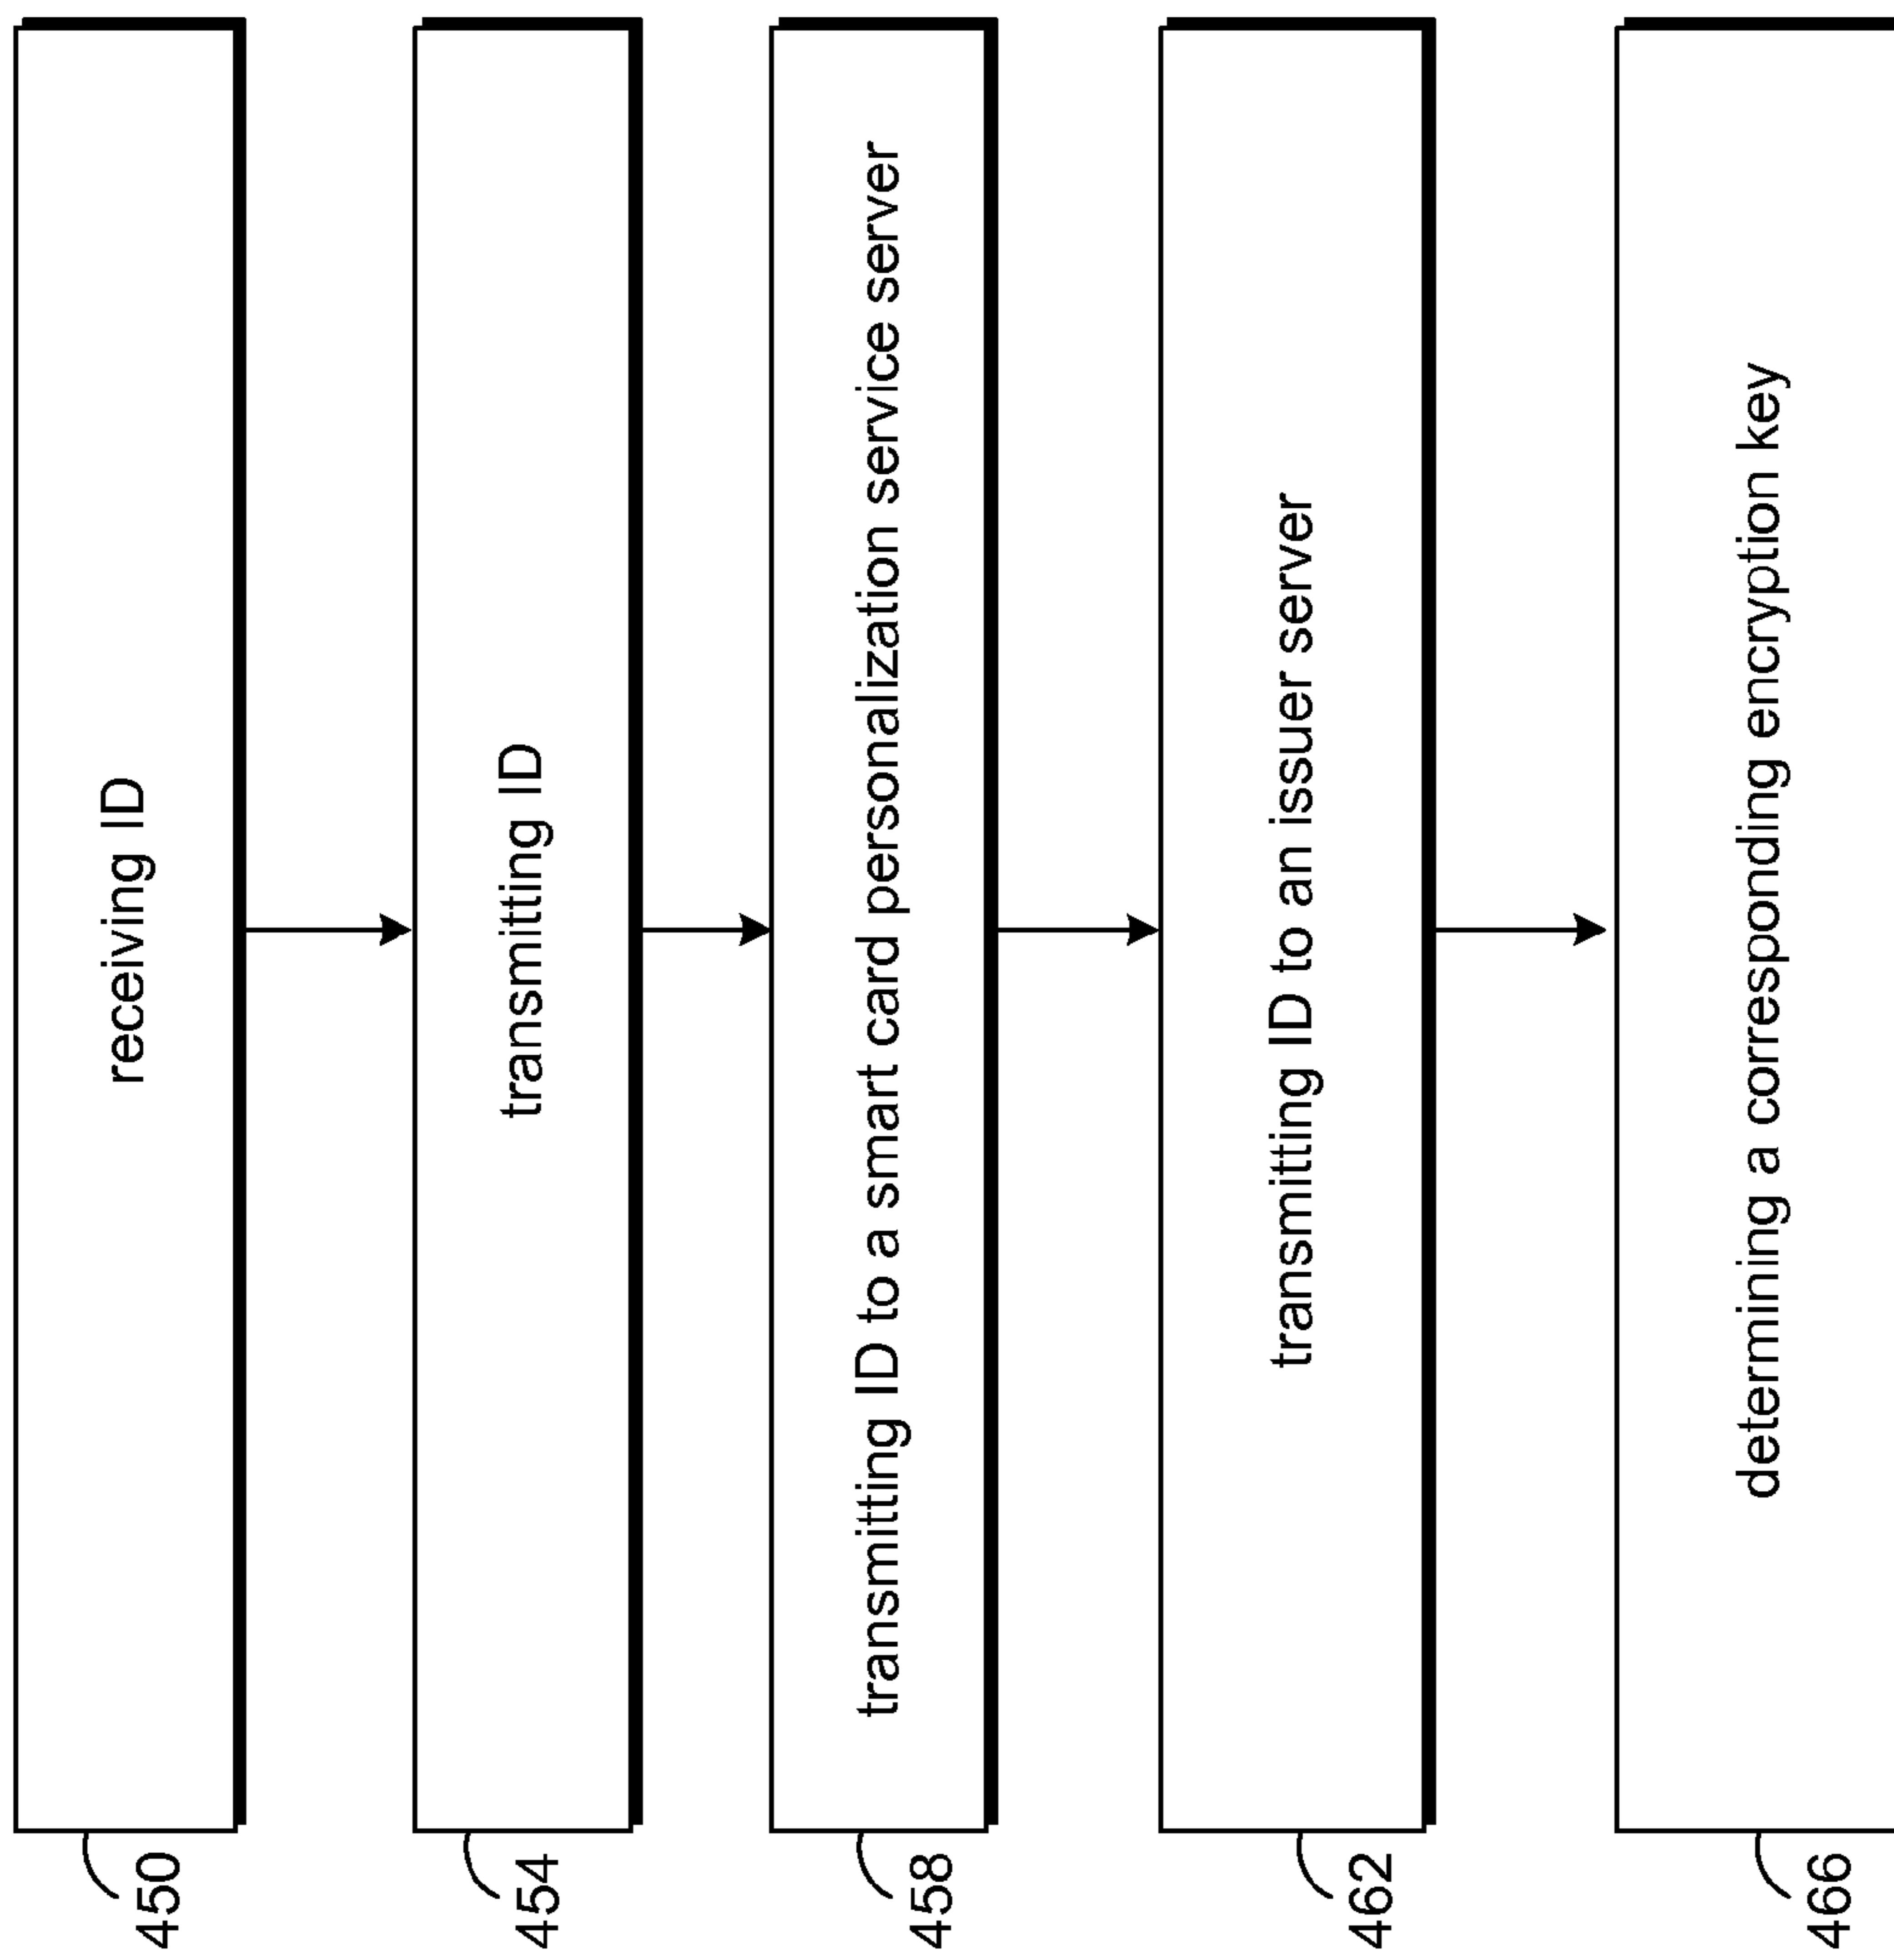 450
receiving ID
454
transmitting ID
458
transmitting ID to a smart card personalization service server
462
transmitting ID to an issuer server
466
determining a corresponding encryption key